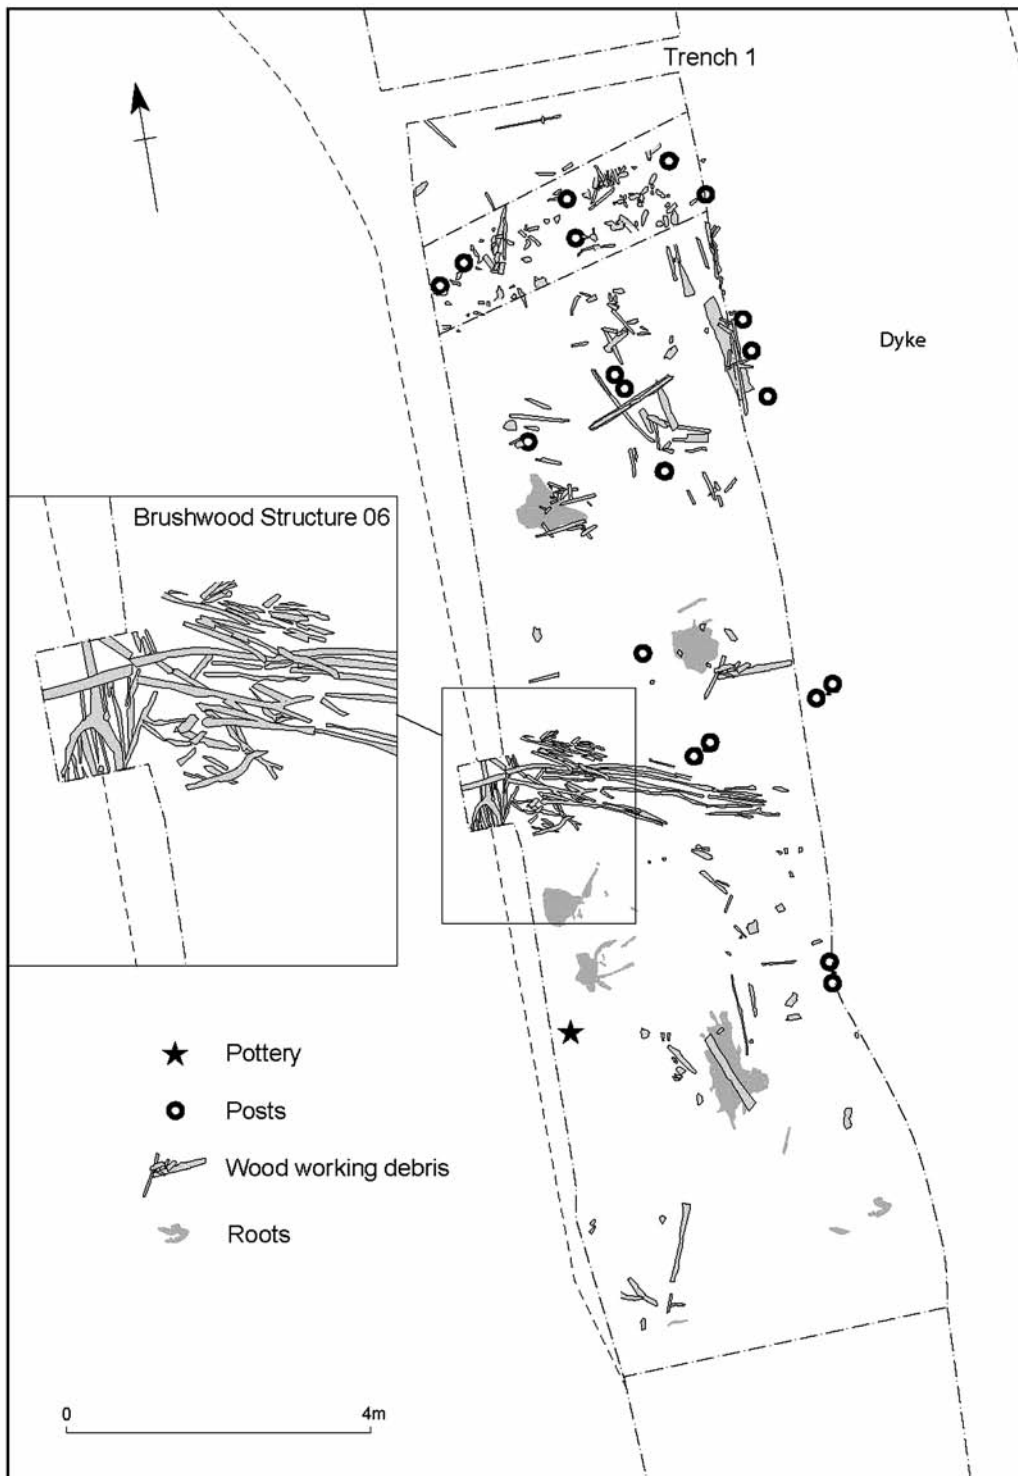 Trench 1
Dyke
Brushwood Structure 06
Pottery
Posts
Wood working debris
Roots
0 4m